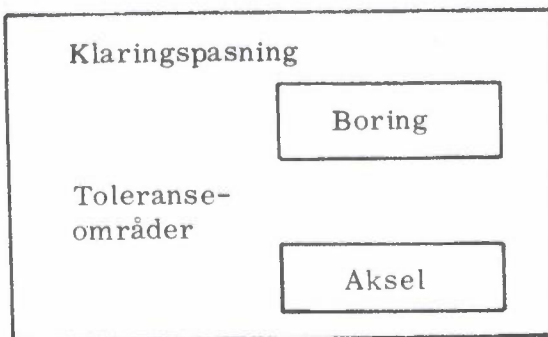 Klaringspasning
Boring
Toleranse-
områder
Aksel